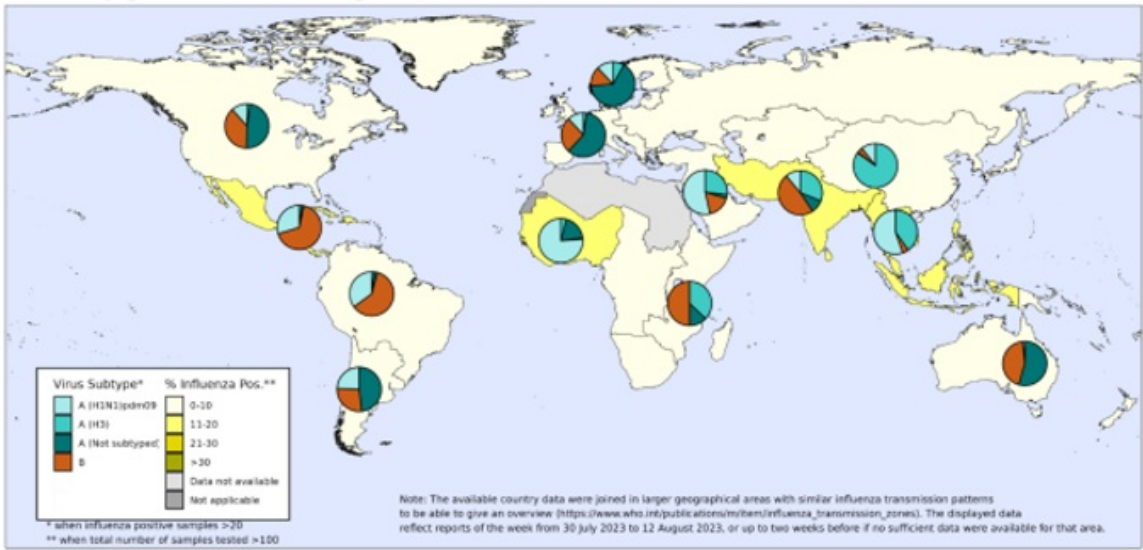 Virus Subtype*
A (H1N1)pdm09
A (H3)
A (Not subtyped)
B
% Influenza Pos.**
0-10
11-20
21-30
>30
Data not available
Not applicable
* when influenza positive samples >20
** when total number of samples tested >100
Note: The available country data were joined in larger geographical areas with similar influenza transmission patterns
to be able to give an overview (https://www.who.int/publications/m/item/influenza_transmission_zones). The displayed data
reflect reports of the week from 30 July 2023 to 12 August 2023, or up to two weeks before if no sufficient data were available for that area.